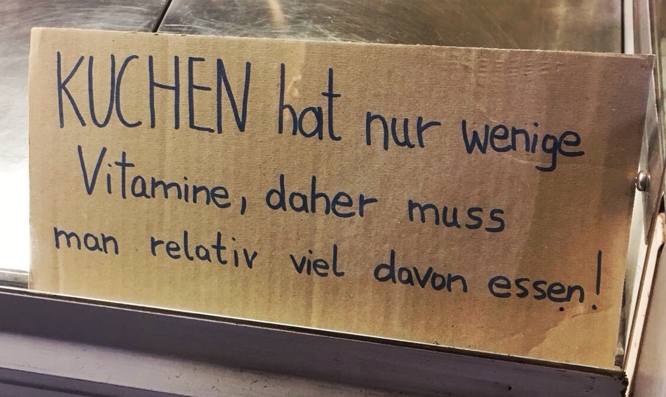 KUCHEN hat nur wenige
Vitamine, daher muss
man relativ viel davon essen!